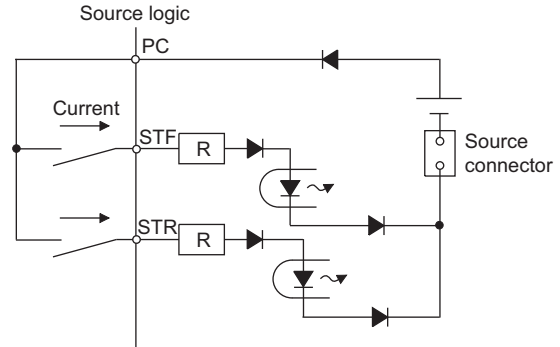 Source logic
PC
Current
STF
R
Source
connector
STR
R